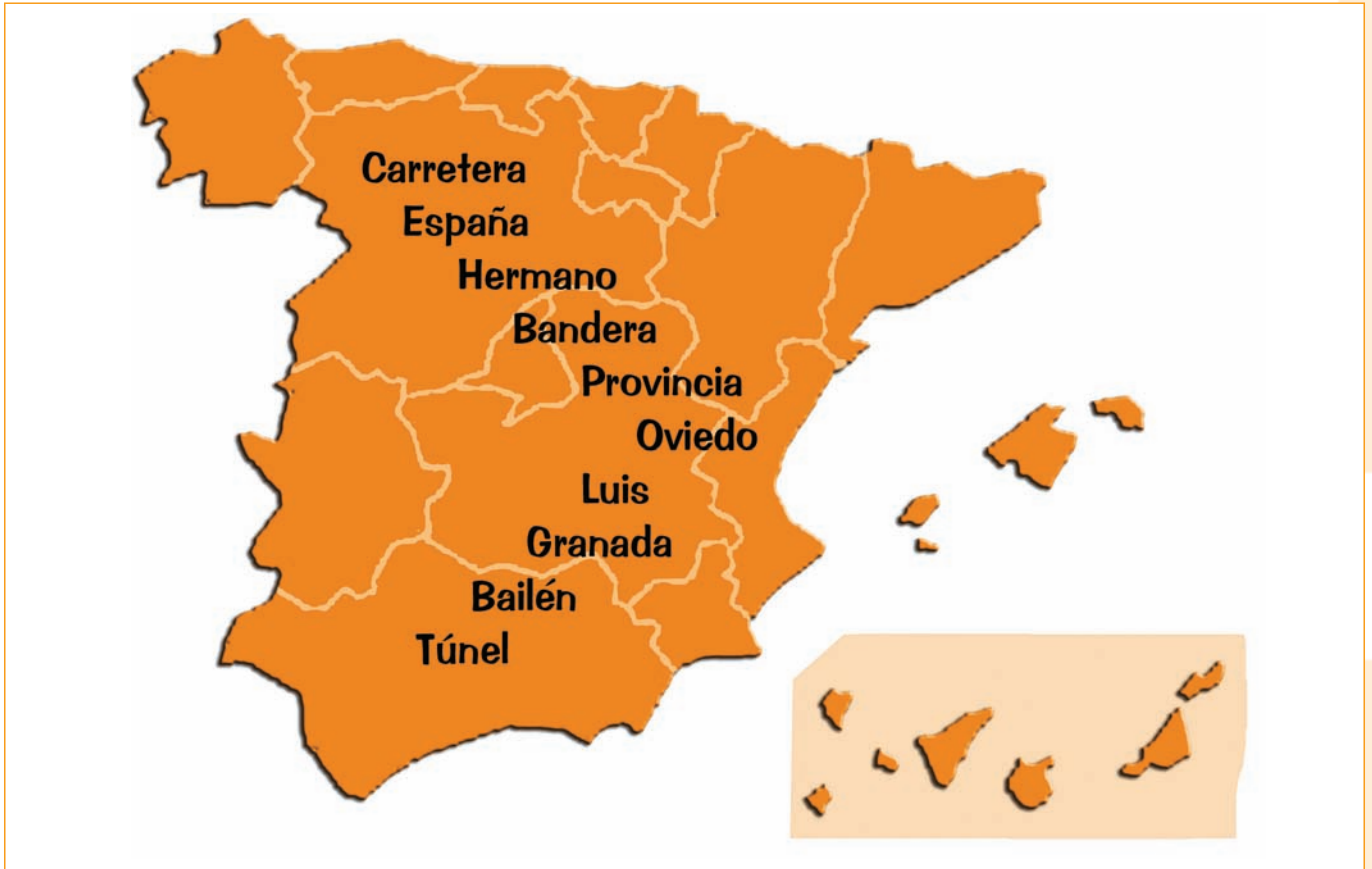 Carretera
España
Hermano
Bandera
Provincia
Oviedo
Luis
Granada
Bailén
Túnel